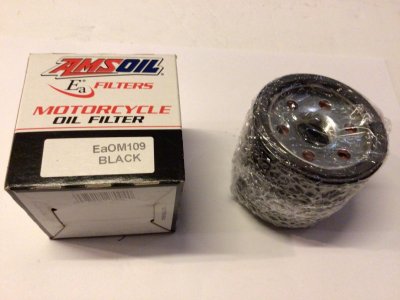 AMSOIL
Ea FILTERS
MOTORCYCLE
OIL FILTER
EaOM109
BLACK